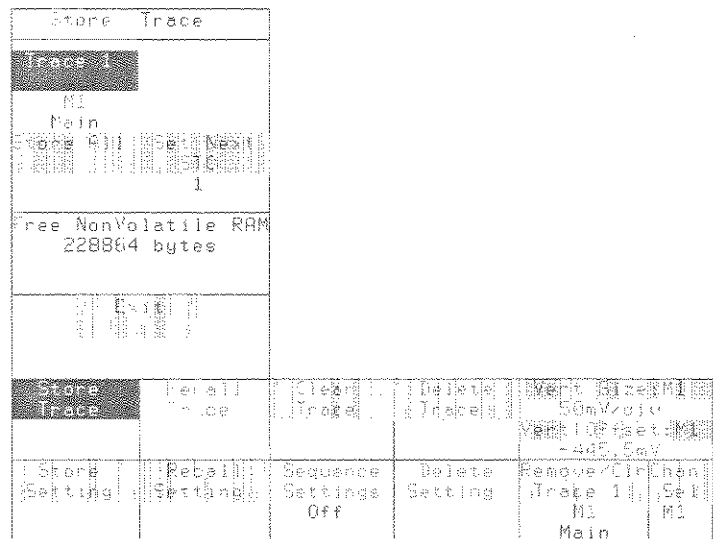 Store Trace
Trace 1
M1
Main
Store All Set Next
STO
1
Free NonVolatile RAM
228864 bytes
Exit
Store Recall Clear Delete Vert Size:M1
Trace Trace Trace Trace 50mV/div
Vert Offset:M1
-445.5mV
Store Recall Sequence Delete Remove/Clr Chan
Setting Setting Settings Setting Trace 1 Sel
Off M1 M1
Main